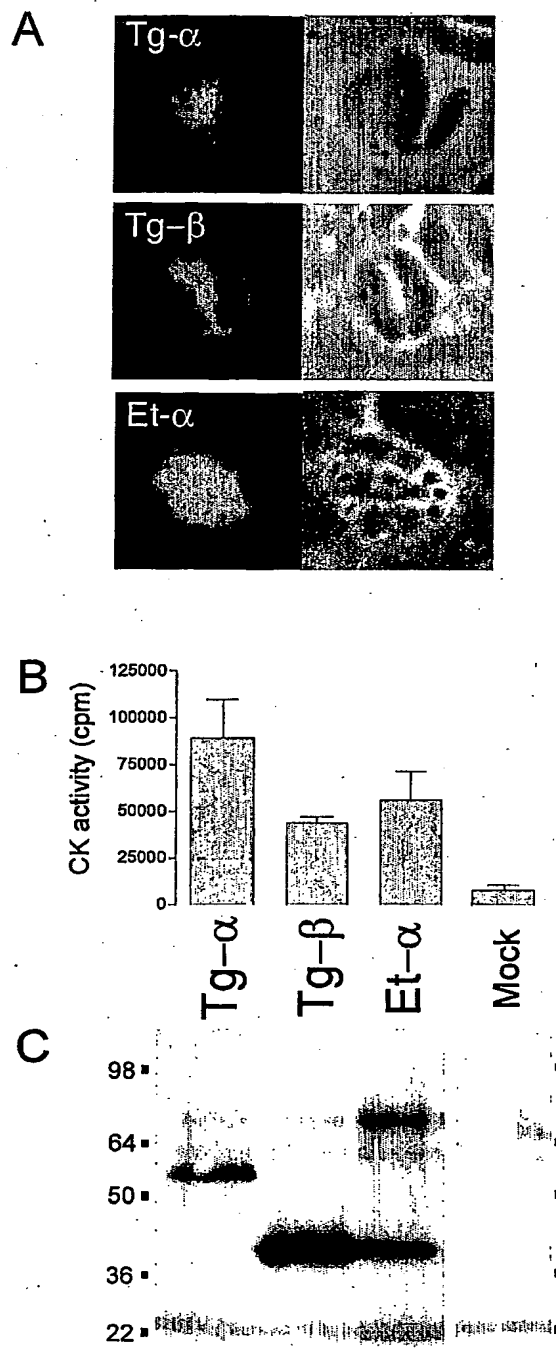 A
Tg-α
Tg-β
Et-α
B
CK activity (cpm)
125000
100000
75000
50000
25000
0
Tg-α
Tg-β
Et-α
Mock
C
98
64
50
36
22